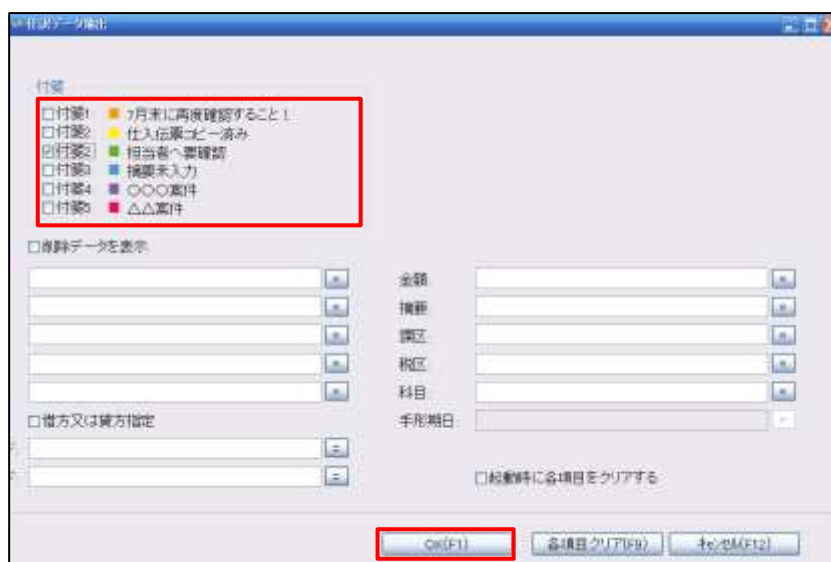 仕訳データ抽出
付箋
付箋1 7月末に再度確認すること！
付箋2 仕入伝票コピー済み
付箋2 担当者へ要確認
付箋3 摘要未入力
付箋4 〇〇〇案件
付箋5 △△案件
削除データを表示
金額
摘要
課区
税区
科目
借方又は貸方指定
手形期日
起動時に各項目をクリアする
OK(F1)
各項目クリア(F9)
キャンセル(F12)